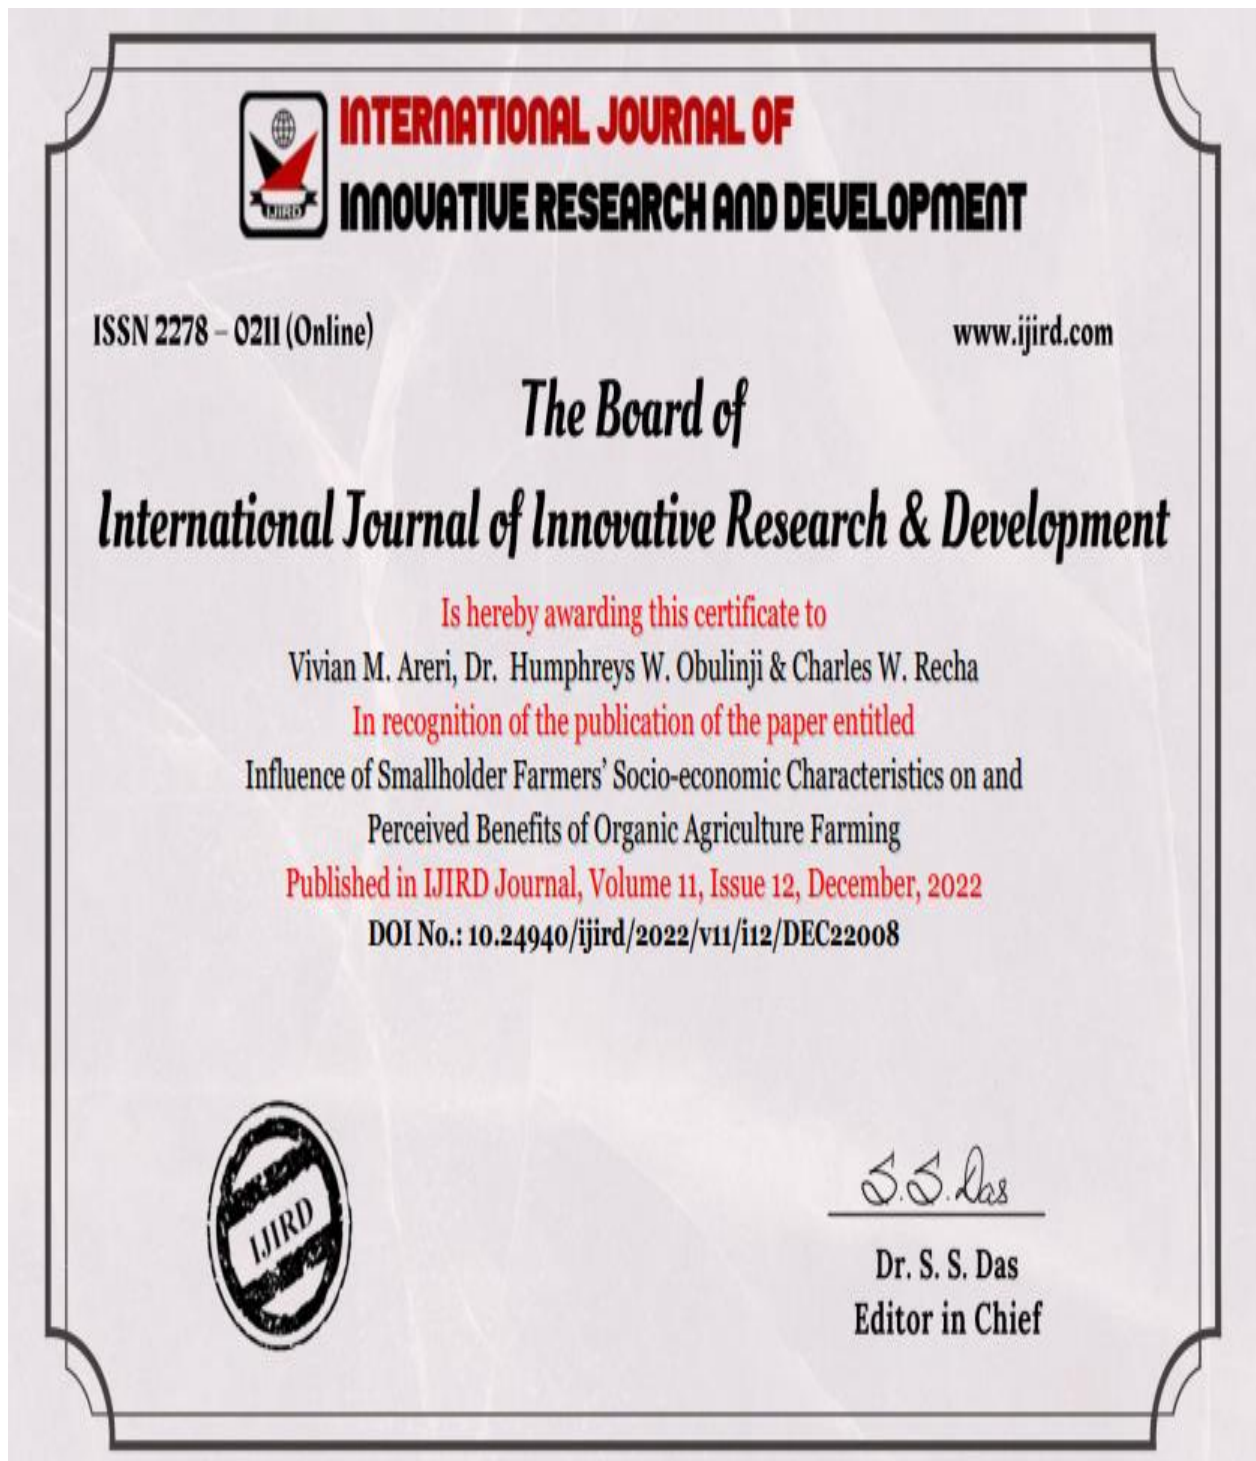 IJIRD
INTERNATIONAL JOURNAL OF
INNOVATIVE RESEARCH AND DEVELOPMENT
ISSN 2278 – 0211 (Online)
www.ijird.com
The Board of
International Journal of Innovative Research & Development
Is hereby awarding this certificate to
Vivian M. Areri, Dr. Humphreys W. Obulinji & Charles W. Recha
In recognition of the publication of the paper entitled
Influence of Smallholder Farmers’ Socio-economic Characteristics on and
Perceived Benefits of Organic Agriculture Farming
Published in IJIRD Journal, Volume 11, Issue 12, December, 2022
DOI No.: 10.24940/ijird/2022/v11/i12/DEC22008
IJIRD
S.S.Das
Dr. S. S. Das
Editor in Chief